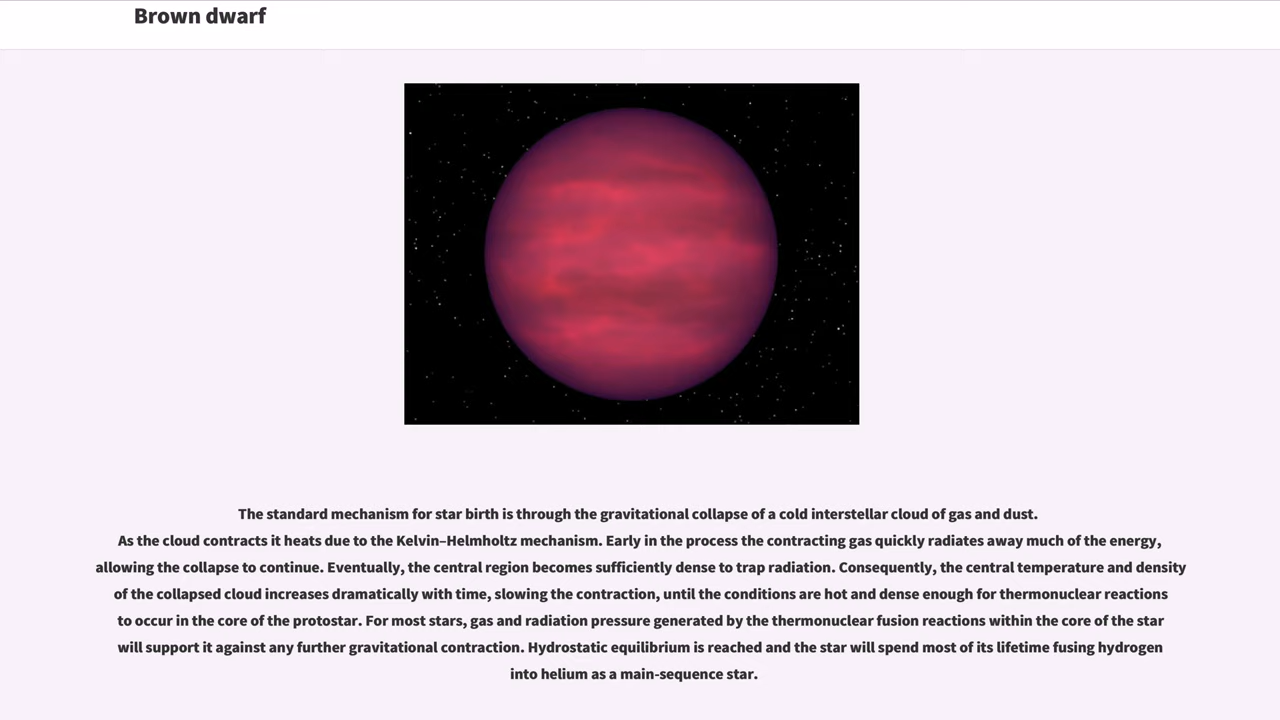 Brown dwarf
The standard mechanism for star birth is through the gravitational collapse of a cold interstellar cloud of gas and dust.
As the cloud contracts it heats due to the Kelvin–Helmholtz mechanism. Early in the process the contracting gas quickly radiates away much of the energy,
allowing the collapse to continue. Eventually, the central region becomes sufficiently dense to trap radiation. Consequently, the central temperature and density
of the collapsed cloud increases dramatically with time, slowing the contraction, until the conditions are hot and dense enough for thermonuclear reactions
to occur in the core of the protostar. For most stars, gas and radiation pressure generated by the thermonuclear fusion reactions within the core of the star
will support it against any further gravitational contraction. Hydrostatic equilibrium is reached and the star will spend most of its lifetime fusing hydrogen
into helium as a main-sequence star.